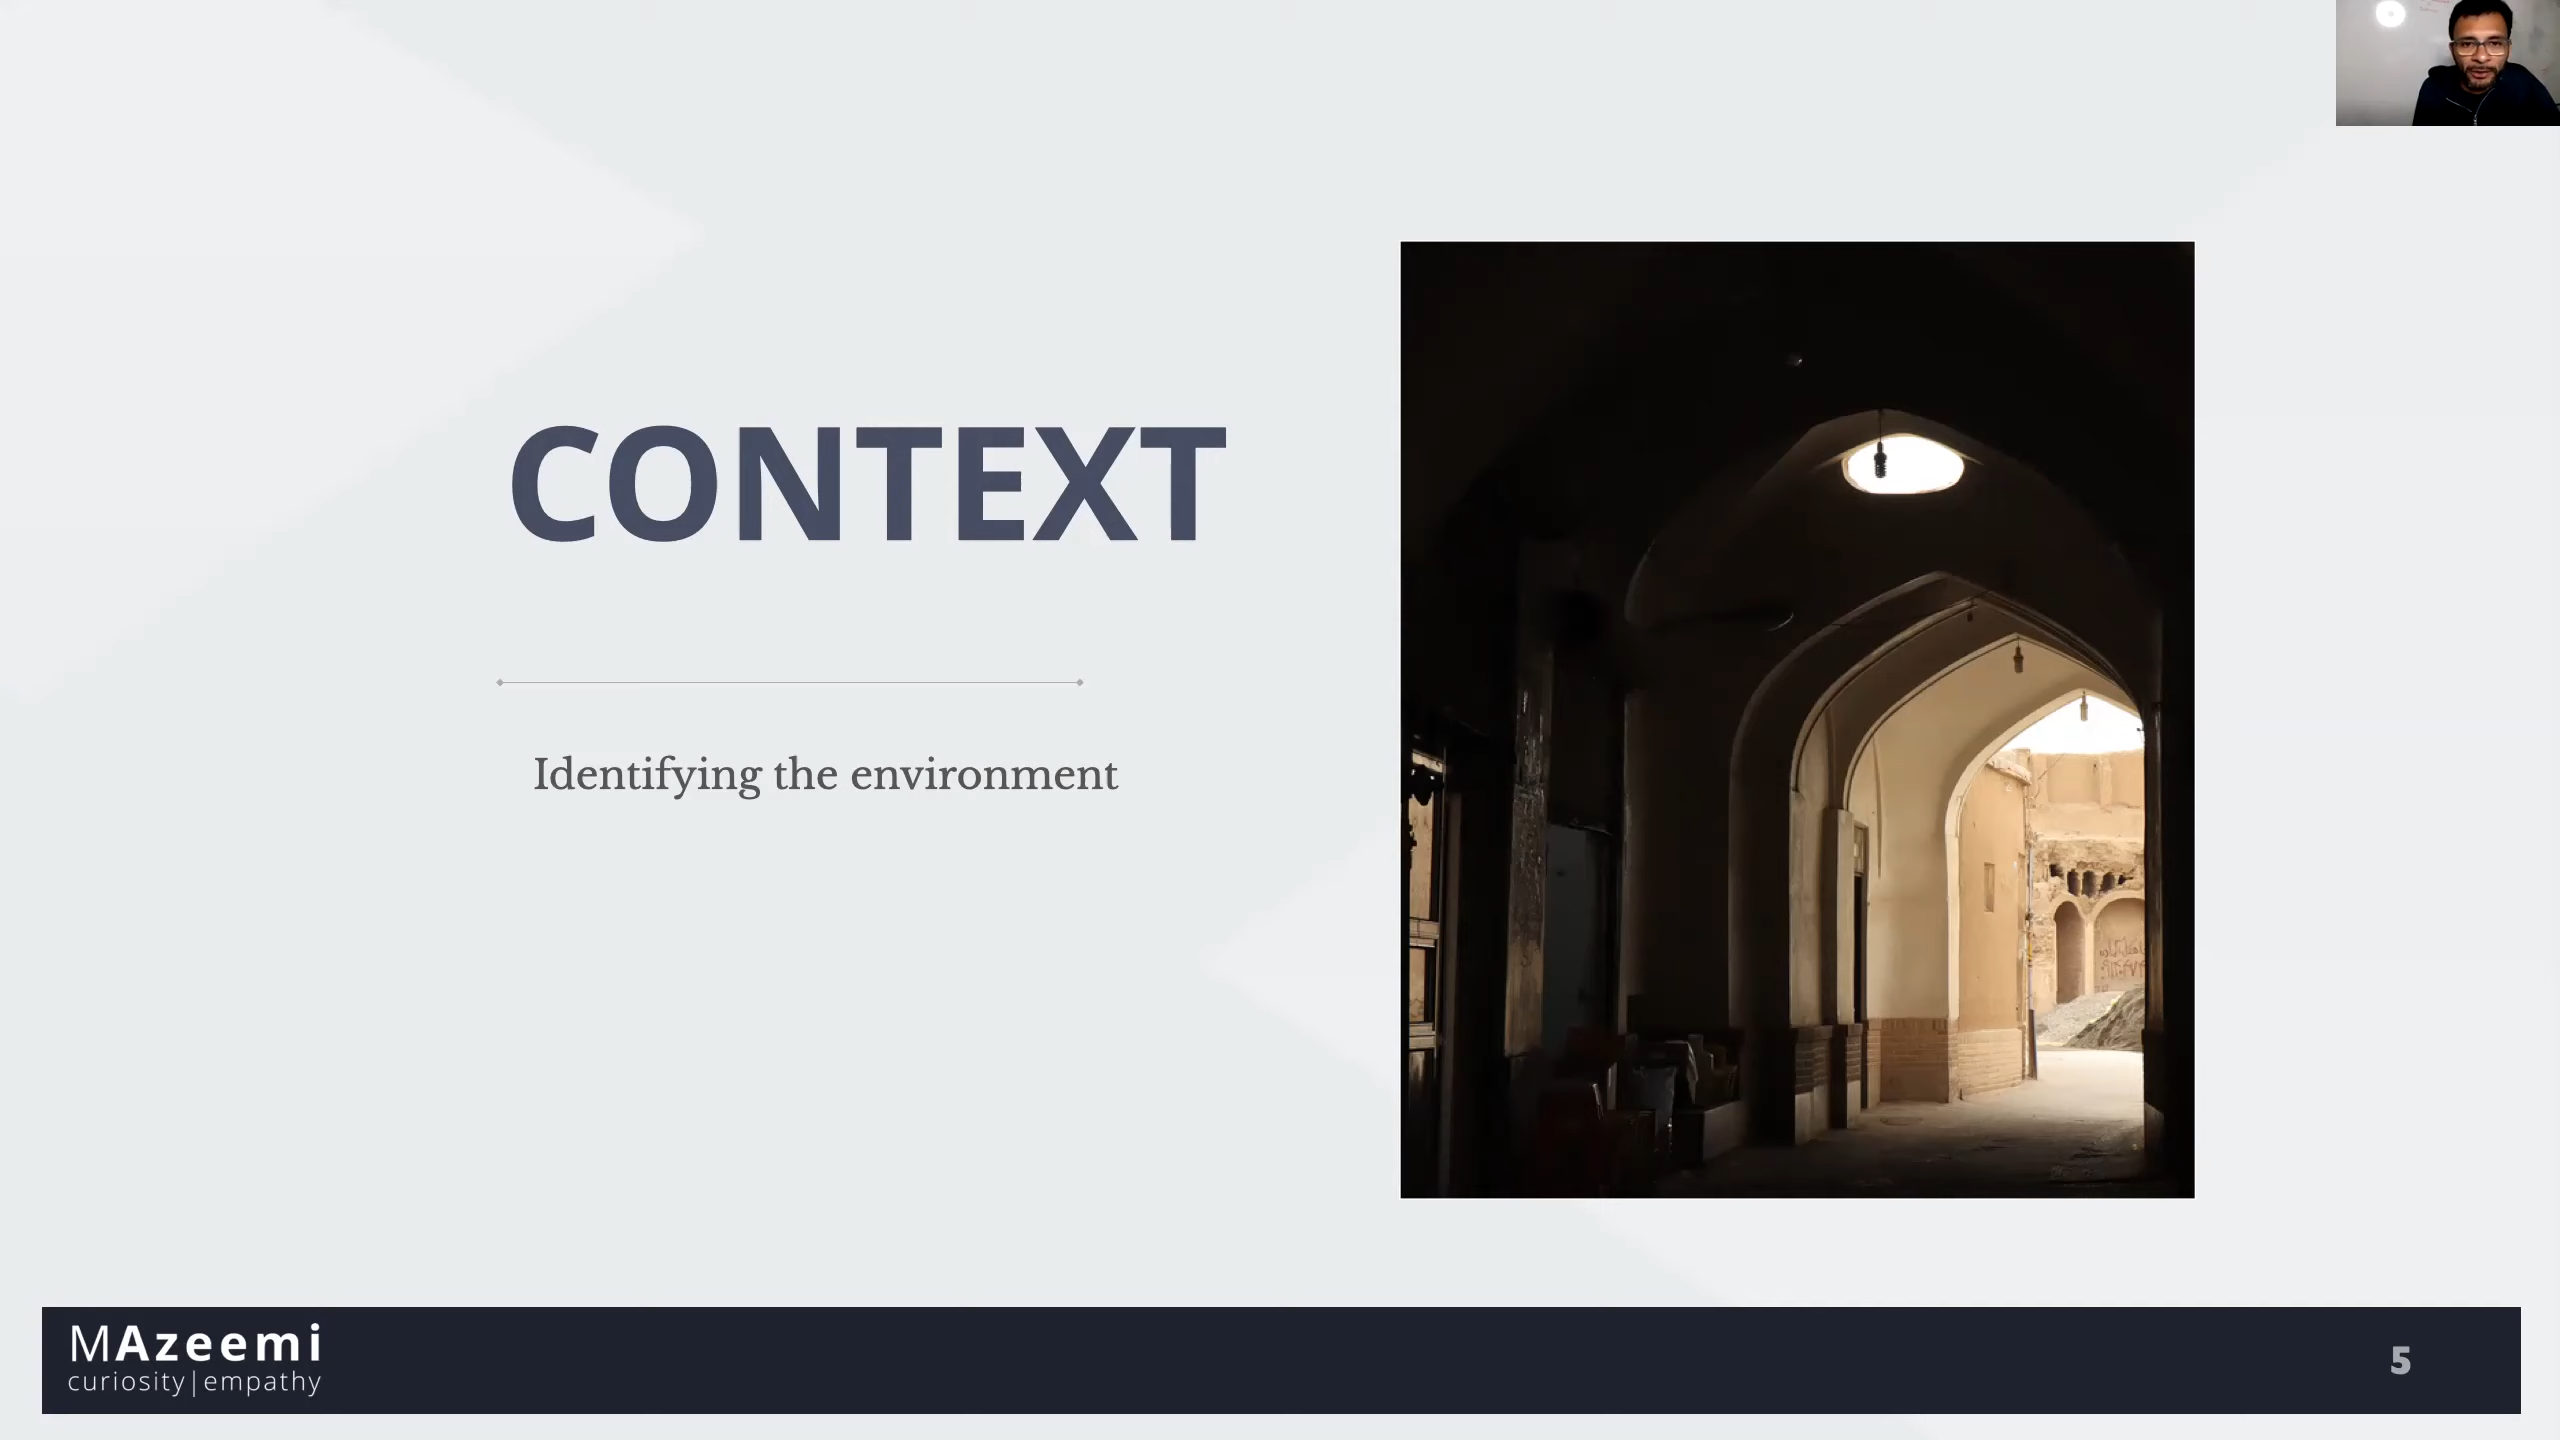 CONTEXT
Identifying the environment
MAzeemi
curiosity|empathy
5